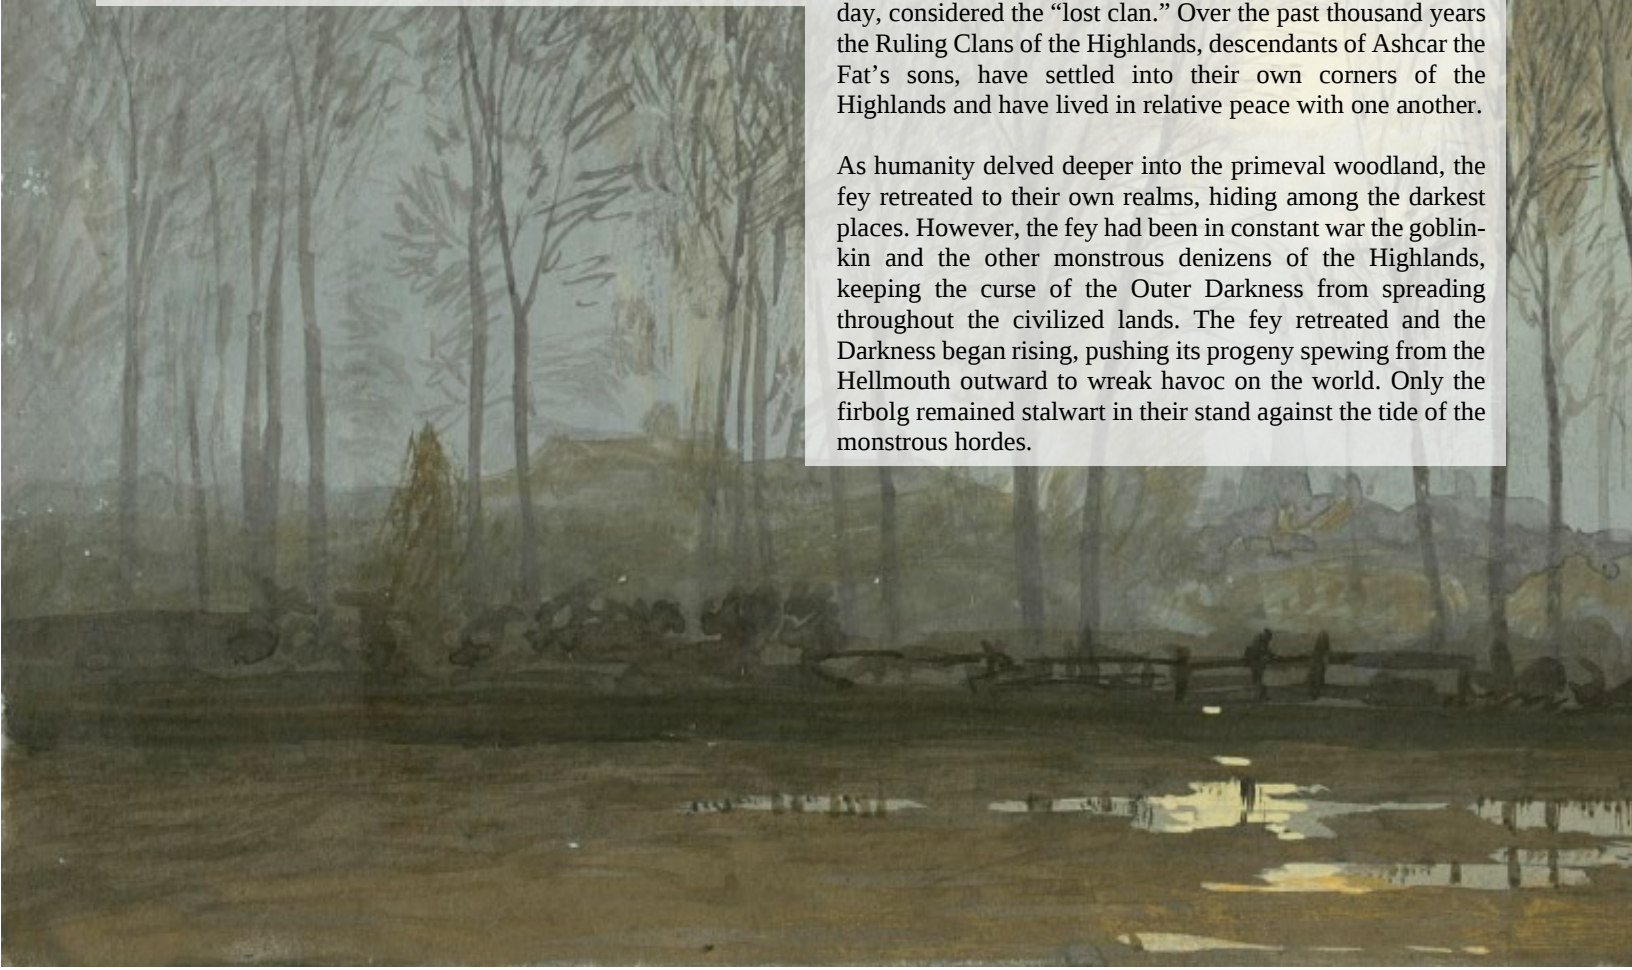 day, considered the “lost clan.” Over the past thousand years
the Ruling Clans of the Highlands, descendants of Ashcar the
Fat’s sons, have settled into their own corners of the
Highlands and have lived in relative peace with one another.
As humanity delved deeper into the primeval woodland, the
fey retreated to their own realms, hiding among the darkest
places. However, the fey had been in constant war the goblin-
kin and the other monstrous denizens of the Highlands,
keeping the curse of the Outer Darkness from spreading
throughout the civilized lands. The fey retreated and the
Darkness began rising, pushing its progeny spewing from the
Hellmouth outward to wreak havoc on the world. Only the
firbolg remained stalwart in their stand against the tide of the
monstrous hordes.